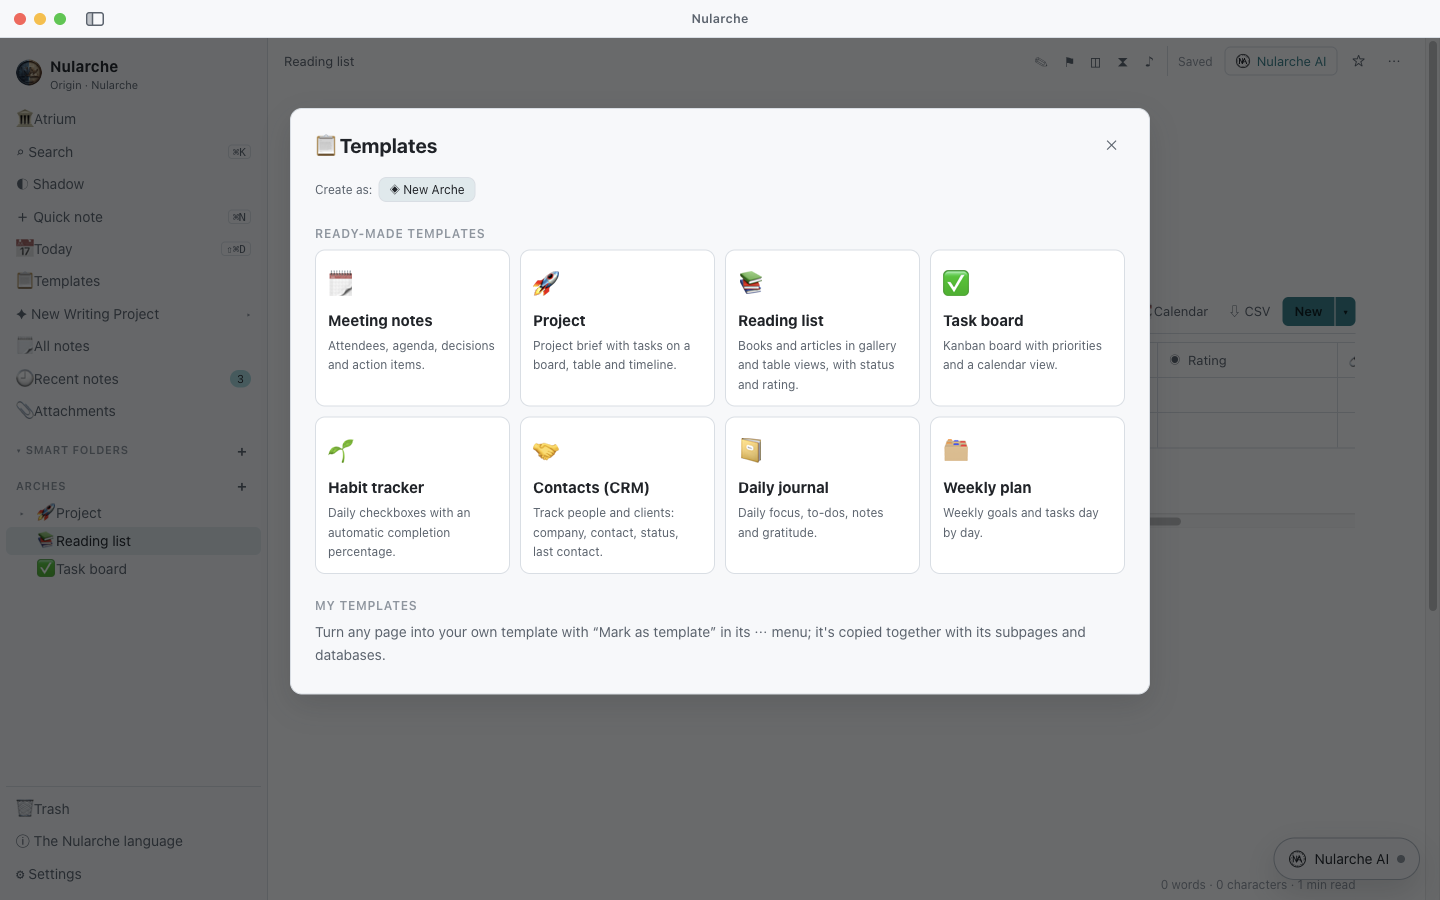 Nularche
Nularche
Origin · Nularche
Atrium
Search ⌘K
Shadow
Quick note ⌘N
Today ⇧⌘D
Templates
New Writing Project
All notes
Recent notes 3
Attachments
SMART FOLDERS
ARCHES
Project
Reading list
Task board
Trash
The Nularche language
Settings
Reading list
Saved
Nularche AI
Templates
Create as: New Arche
READY-MADE TEMPLATES
Meeting notes
Attendees, agenda, decisions
and action items.
Project
Project brief with tasks on a
board, table and timeline.
Reading list
Books and articles in gallery
and table views, with status
and rating.
Task board
Kanban board with priorities
and a calendar view.
Habit tracker
Daily checkboxes with an
automatic completion
percentage.
Contacts (CRM)
Track people and clients:
company, contact, status,
last contact.
Daily journal
Daily focus, to-dos, notes
and gratitude.
Weekly plan
Weekly goals and tasks day
by day.
MY TEMPLATES
Turn any page into your own template with “Mark as template” in its ··· menu; it's copied together with its subpages and
databases.
Calendar
CSV
New
Rating
Nularche AI
0 words · 0 characters · 1 min read